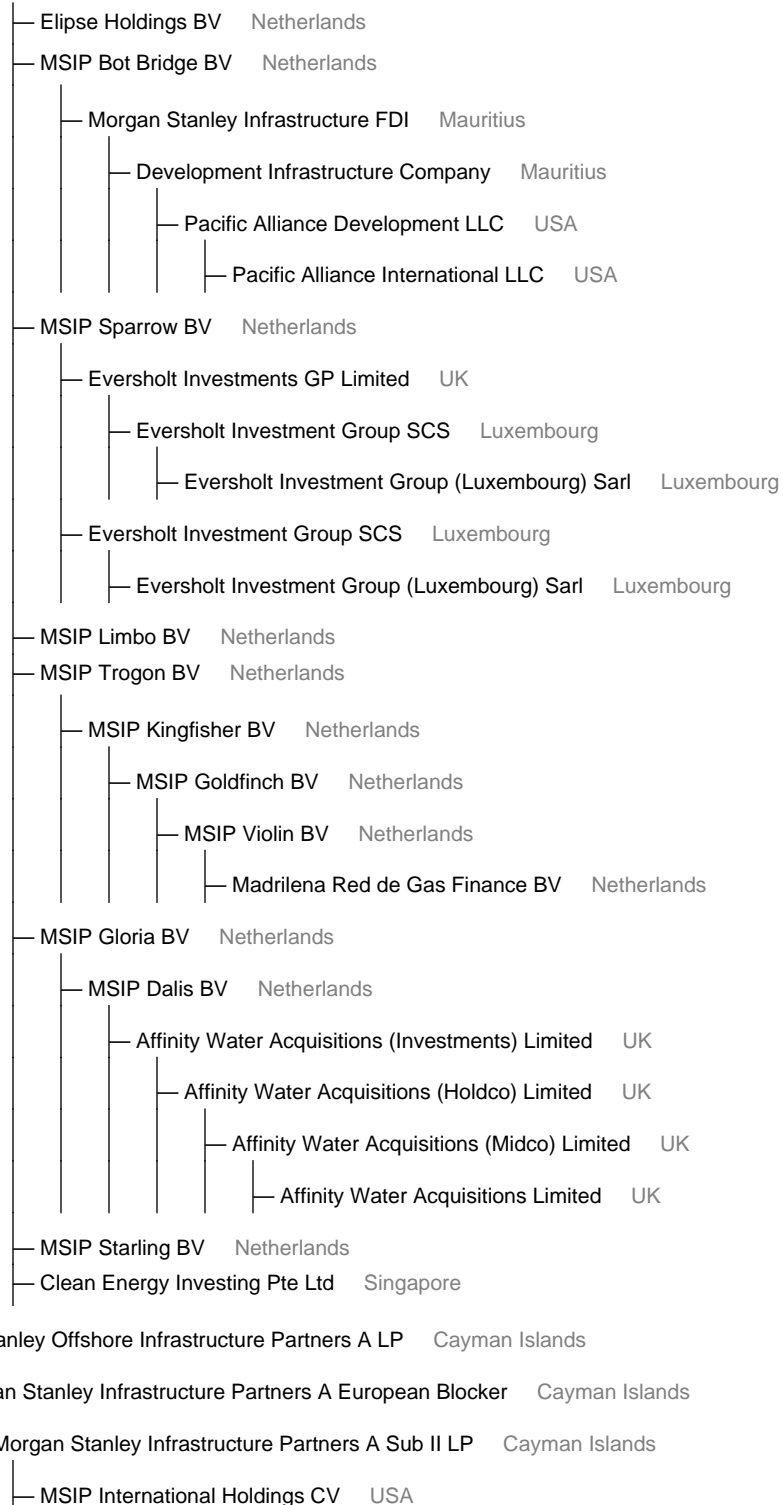 Elipse Holdings BV Netherlands
MSIP Bot Bridge BV Netherlands
Morgan Stanley Infrastructure FDI Mauritius
Development Infrastructure Company Mauritius
Pacific Alliance Development LLC USA
Pacific Alliance International LLC USA
MSIP Sparrow BV Netherlands
Eversholt Investments GP Limited UK
Eversholt Investment Group SCS Luxembourg
Eversholt Investment Group (Luxembourg) Sarl Luxembourg
Eversholt Investment Group SCS Luxembourg
Eversholt Investment Group (Luxembourg) Sarl Luxembourg
MSIP Limbo BV Netherlands
MSIP Trogon BV Netherlands
MSIP Kingfisher BV Netherlands
MSIP Goldfinch BV Netherlands
MSIP Violin BV Netherlands
Madrilena Red de Gas Finance BV Netherlands
MSIP Gloria BV Netherlands
MSIP Dalis BV Netherlands
Affinity Water Acquisitions (Investments) Limited UK
Affinity Water Acquisitions (Holdco) Limited UK
Affinity Water Acquisitions (Midco) Limited UK
Affinity Water Acquisitions Limited UK
MSIP Starling BV Netherlands
Clean Energy Investing Pte Ltd Singapore
anley Offshore Infrastructure Partners A LP Cayman Islands
an Stanley Infrastructure Partners A European Blocker Cayman Islands
Morgan Stanley Infrastructure Partners A Sub II LP Cayman Islands
MSIP International Holdings CV USA